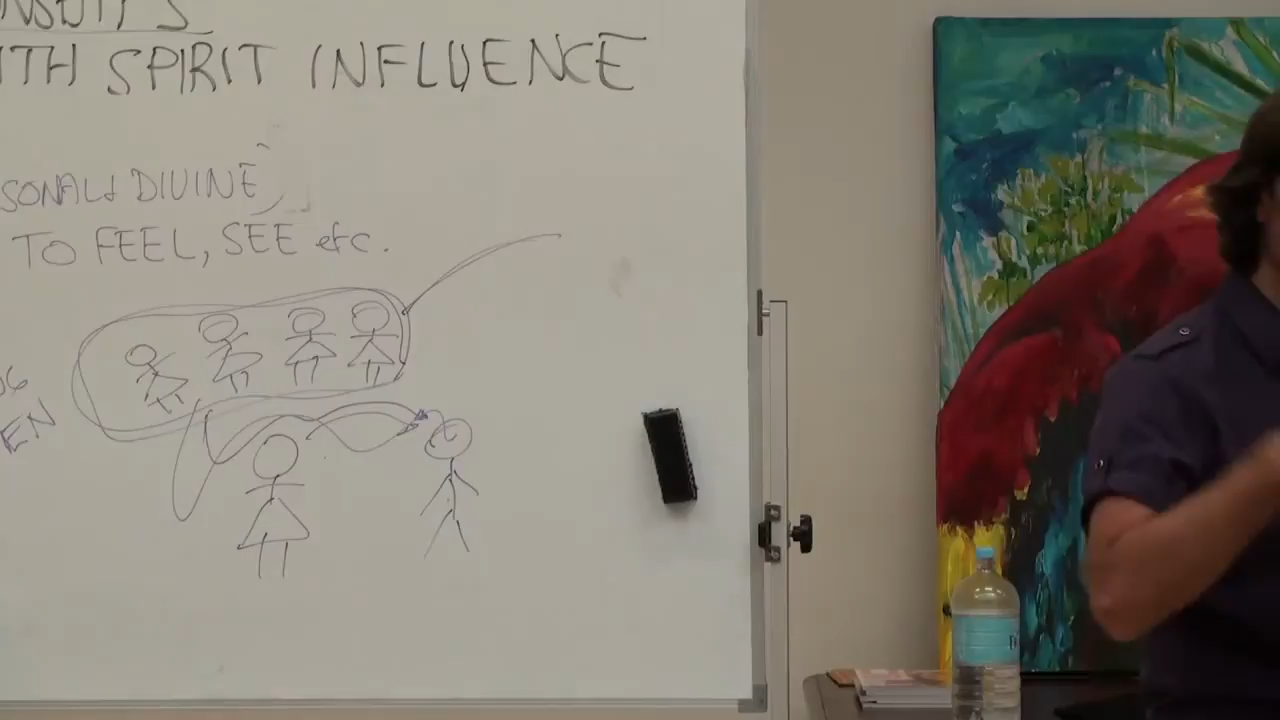 ITH SPIRIT INFLUENCE
SONAL & DIVINE
TO FEEL, SEE etc.
EN